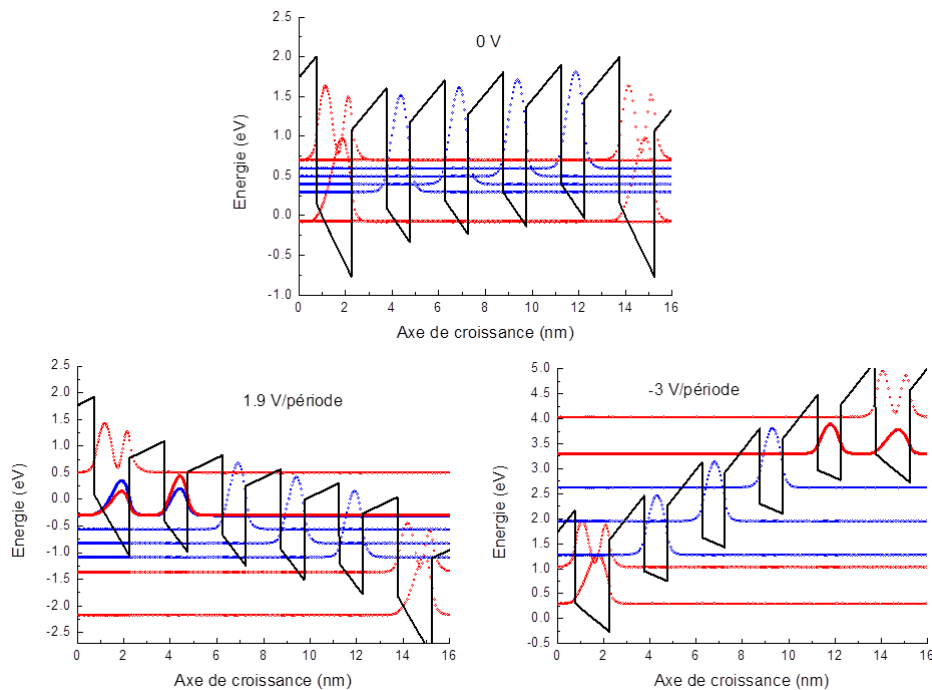 2.5
2.0
1.5
1.0
0.5
0.0
-0.5
-1.0
Energie (eV)
0 V
0 2 4 6 8 10 12 14 16
Axe de croissance (nm)
2.5
2.0
1.5
1.0
0.5
0.0
-0.5
-1.0
-1.5
-2.0
-2.5
Energie (eV)
1.9 V/période
0 2 4 6 8 10 12 14 16
Axe de croissance (nm)
5.0
4.5
4.0
3.5
3.0
2.5
2.0
1.5
1.0
0.5
0.0
-0.5
Energie (eV)
-3 V/période
0 2 4 6 8 10 12 14 16
Axe de croissance (nm)